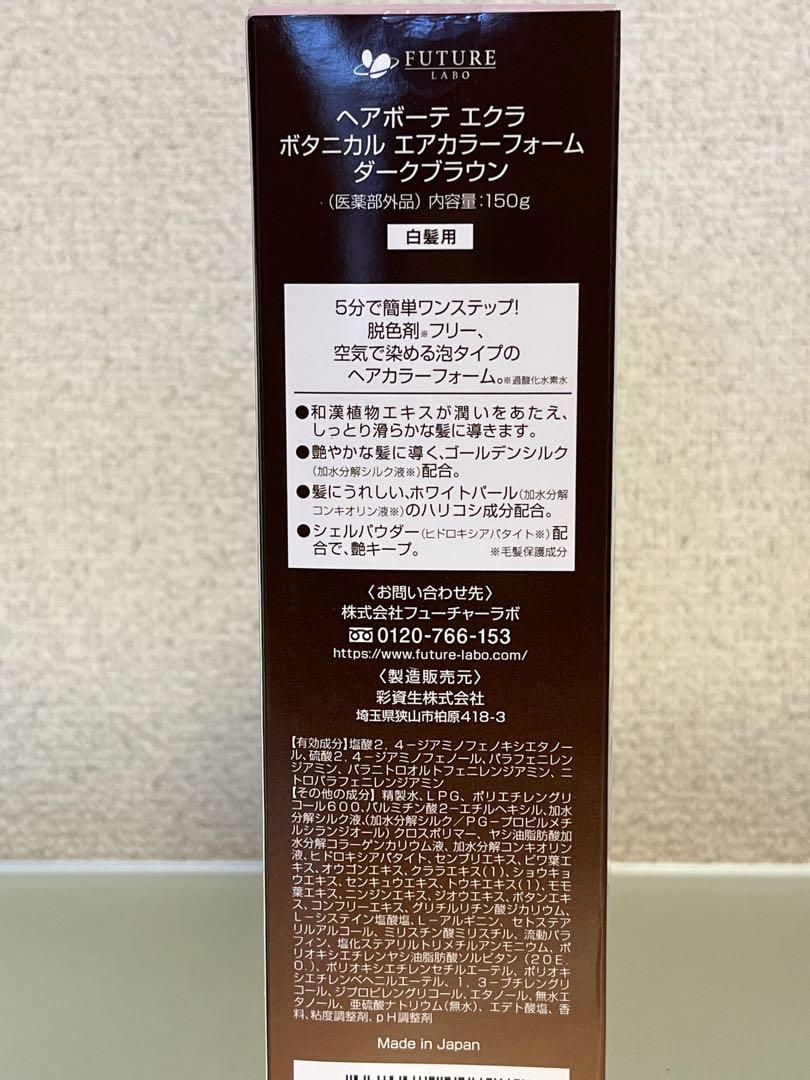 FUTURE
LABO
ヘアボーテ エクラ
ボタニカル エアカラーフォーム
ダークブラウン
（医薬部外品） 内容量：150g
白髪用
5分で簡単ワンステップ!
脱色剤※フリー、
空気で染める泡タイプの
ヘアカラーフォーム。※過酸化水素水
●和漢植物エキスが潤いをあたえ、
しっとり滑らかな髪に導きます。
●艶やかな髪に導く、ゴールデンシルク
（加水分解シルク液※）配合。
●髪にうれしい、ホワイトパール（加水分解
コンキオリン液※）のハリコシ成分配合。
●シェルパウダー（ヒドロキシアパタイト※）配
合で、艶キープ。 ※毛髪保護成分
〈お問い合わせ先〉
株式会社フューチャーラボ
0120-766-153
https://www.future-labo.com/
〈製造販売元〉
彩資生株式会社
埼玉県狭山市柏原418-3
【有効成分】塩酸2，4－ジアミノフェノキシエタノー
ル、硫酸2，4－ジアミノフェノール、パラフェニレン
ジアミン、パラニトロオルトフェニレンジアミン、ニ
トロパラフェニレンジアミン
【その他の成分】 精製水、LPG、ポリエチレングリ
コール600、パルミチン酸2－エチルヘキシル、加水
分解シルク液、（加水分解シルク／PG－プロピルメチ
ルシランジオール）クロスポリマー、ヤシ油脂肪酸加
水分解コラーゲンカリウム液、加水分解コンキオリン
液、ヒドロキシアパタイト、センブリエキス、ビワ葉エ
キス、オウゴンエキス、クララエキス（1）、ショウキョ
ウエキス、センキュウエキス、トウキエキス（1）、モモ
葉エキス、ニンジンエキス、ジオウエキス、ボタンエキ
ス、コンフリーエキス、グリチルリチン酸ジカリウム、
L－システイン塩酸塩、L－アルギニン、セトステア
リルアルコール、ミリスチン酸ミリスチル、流動パラ
フィン、塩化ステアリルトリメチルアンモニウム、ポ
リオキシエチレンヤシ油脂肪酸ソルビタン（20E.
O.）、ポリオキシエチレンセチルエーテル、ポリオキ
シエチレンベヘニルエーテル、1，3－ブチレングリ
コール、ジプロピレングリコール、エタノール、無水エ
タノール、亜硫酸ナトリウム（無水）、エデト酸塩、香
料、粘度調整剤、pH調整剤
Made in Japan